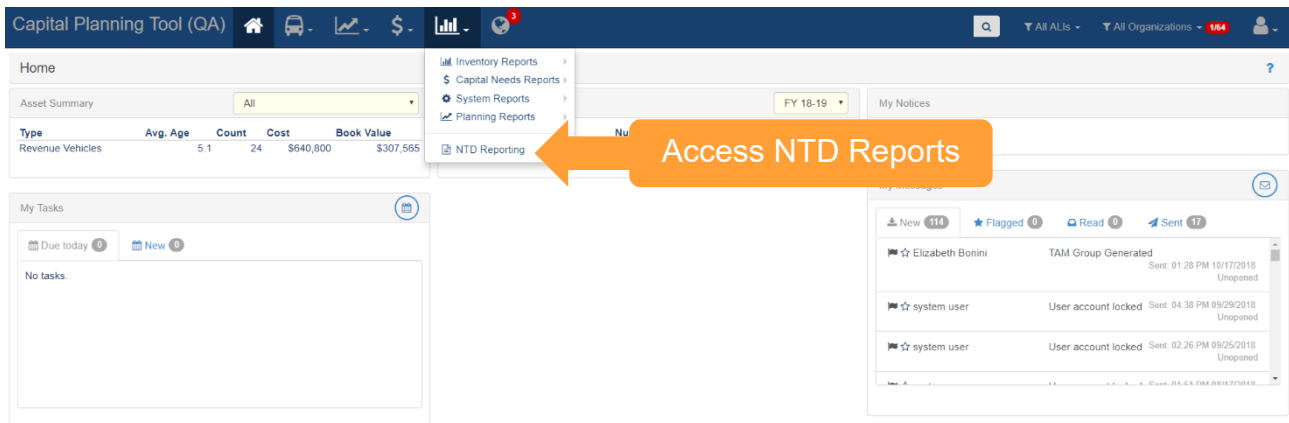 Capital Planning Tool (QA) 3 All ALIs All Organizations 1/64
Home ?
Inventory Reports
$ Capital Needs Reports
System Reports
Planning Reports
NTD Reporting
Asset Summary All FY 18-19 My Notices
Type Avg. Age Count Cost Book Value
Revenue Vehicles 5.1 24 $640,800 $307,565
Access NTD Reports
My Tasks
Due today 0 New 0
No tasks.
New 114 Flagged 0 Read 0 Sent 17
Elizabeth Bonini TAM Group Generated
Sent: 01:28 PM 10/17/2018
Unopened
system user User account locked Sent: 04:38 PM 09/29/2018
Unopened
system user User account locked Sent: 02:26 PM 09/25/2018
Unopened